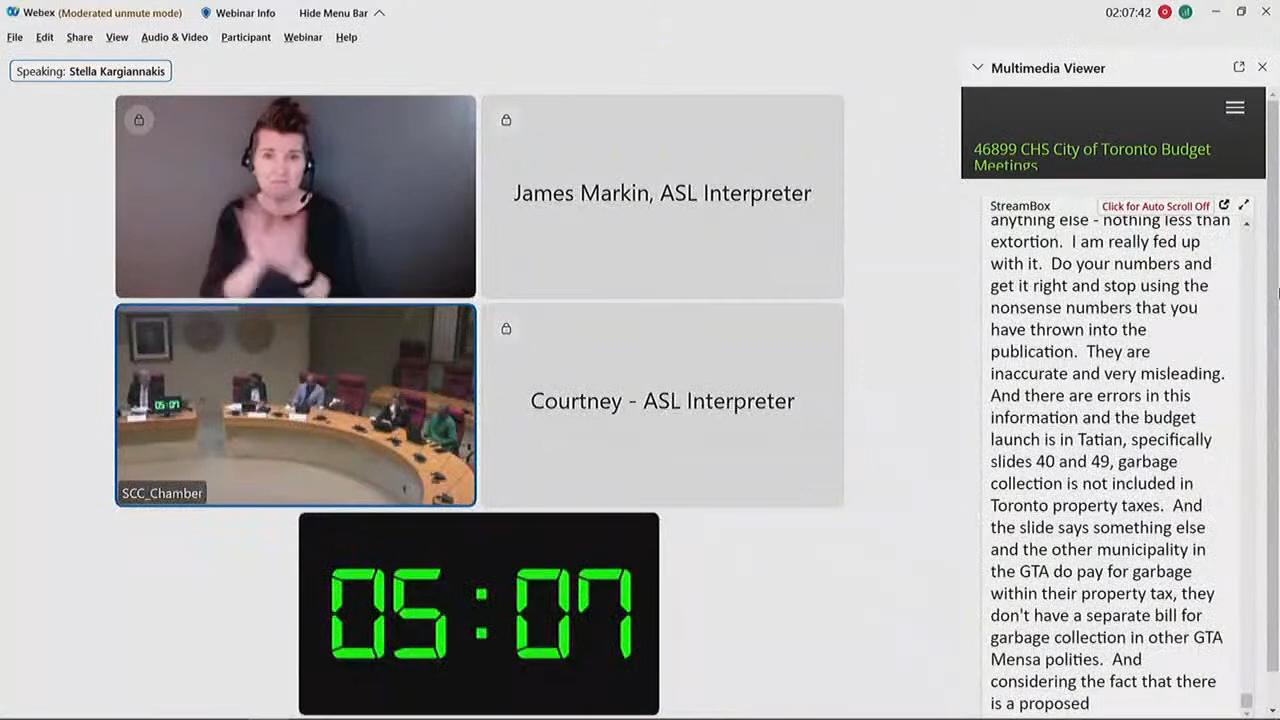 Webex (Moderated unmute mode) Webinar Info Hide Menu Bar 02:07:42
File Edit Share View Audio & Video Participant Webinar Help
Speaking: Stella Kargiannakis
Multimedia Viewer
46899 CHS City of Toronto Budget
Meetings
James Markin, ASL Interpreter
Courtney - ASL Interpreter
05:07
SCC_Chamber
05:07
StreamBox Click for Auto Scroll Off
anything else - nothing less than
extortion. I am really fed up
with it. Do your numbers and
get it right and stop using the
nonsense numbers that you
have thrown into the
publication. They are
inaccurate and very misleading.
And there are errors in this
information and the budget
launch is in Tatian, specifically
slides 40 and 49, garbage
collection is not included in
Toronto property taxes. And
the slide says something else
and the other municipality in
the GTA do pay for garbage
within their property tax, they
don't have a separate bill for
garbage collection in other GTA
Mensa polities. And
considering the fact that there
is a proposed